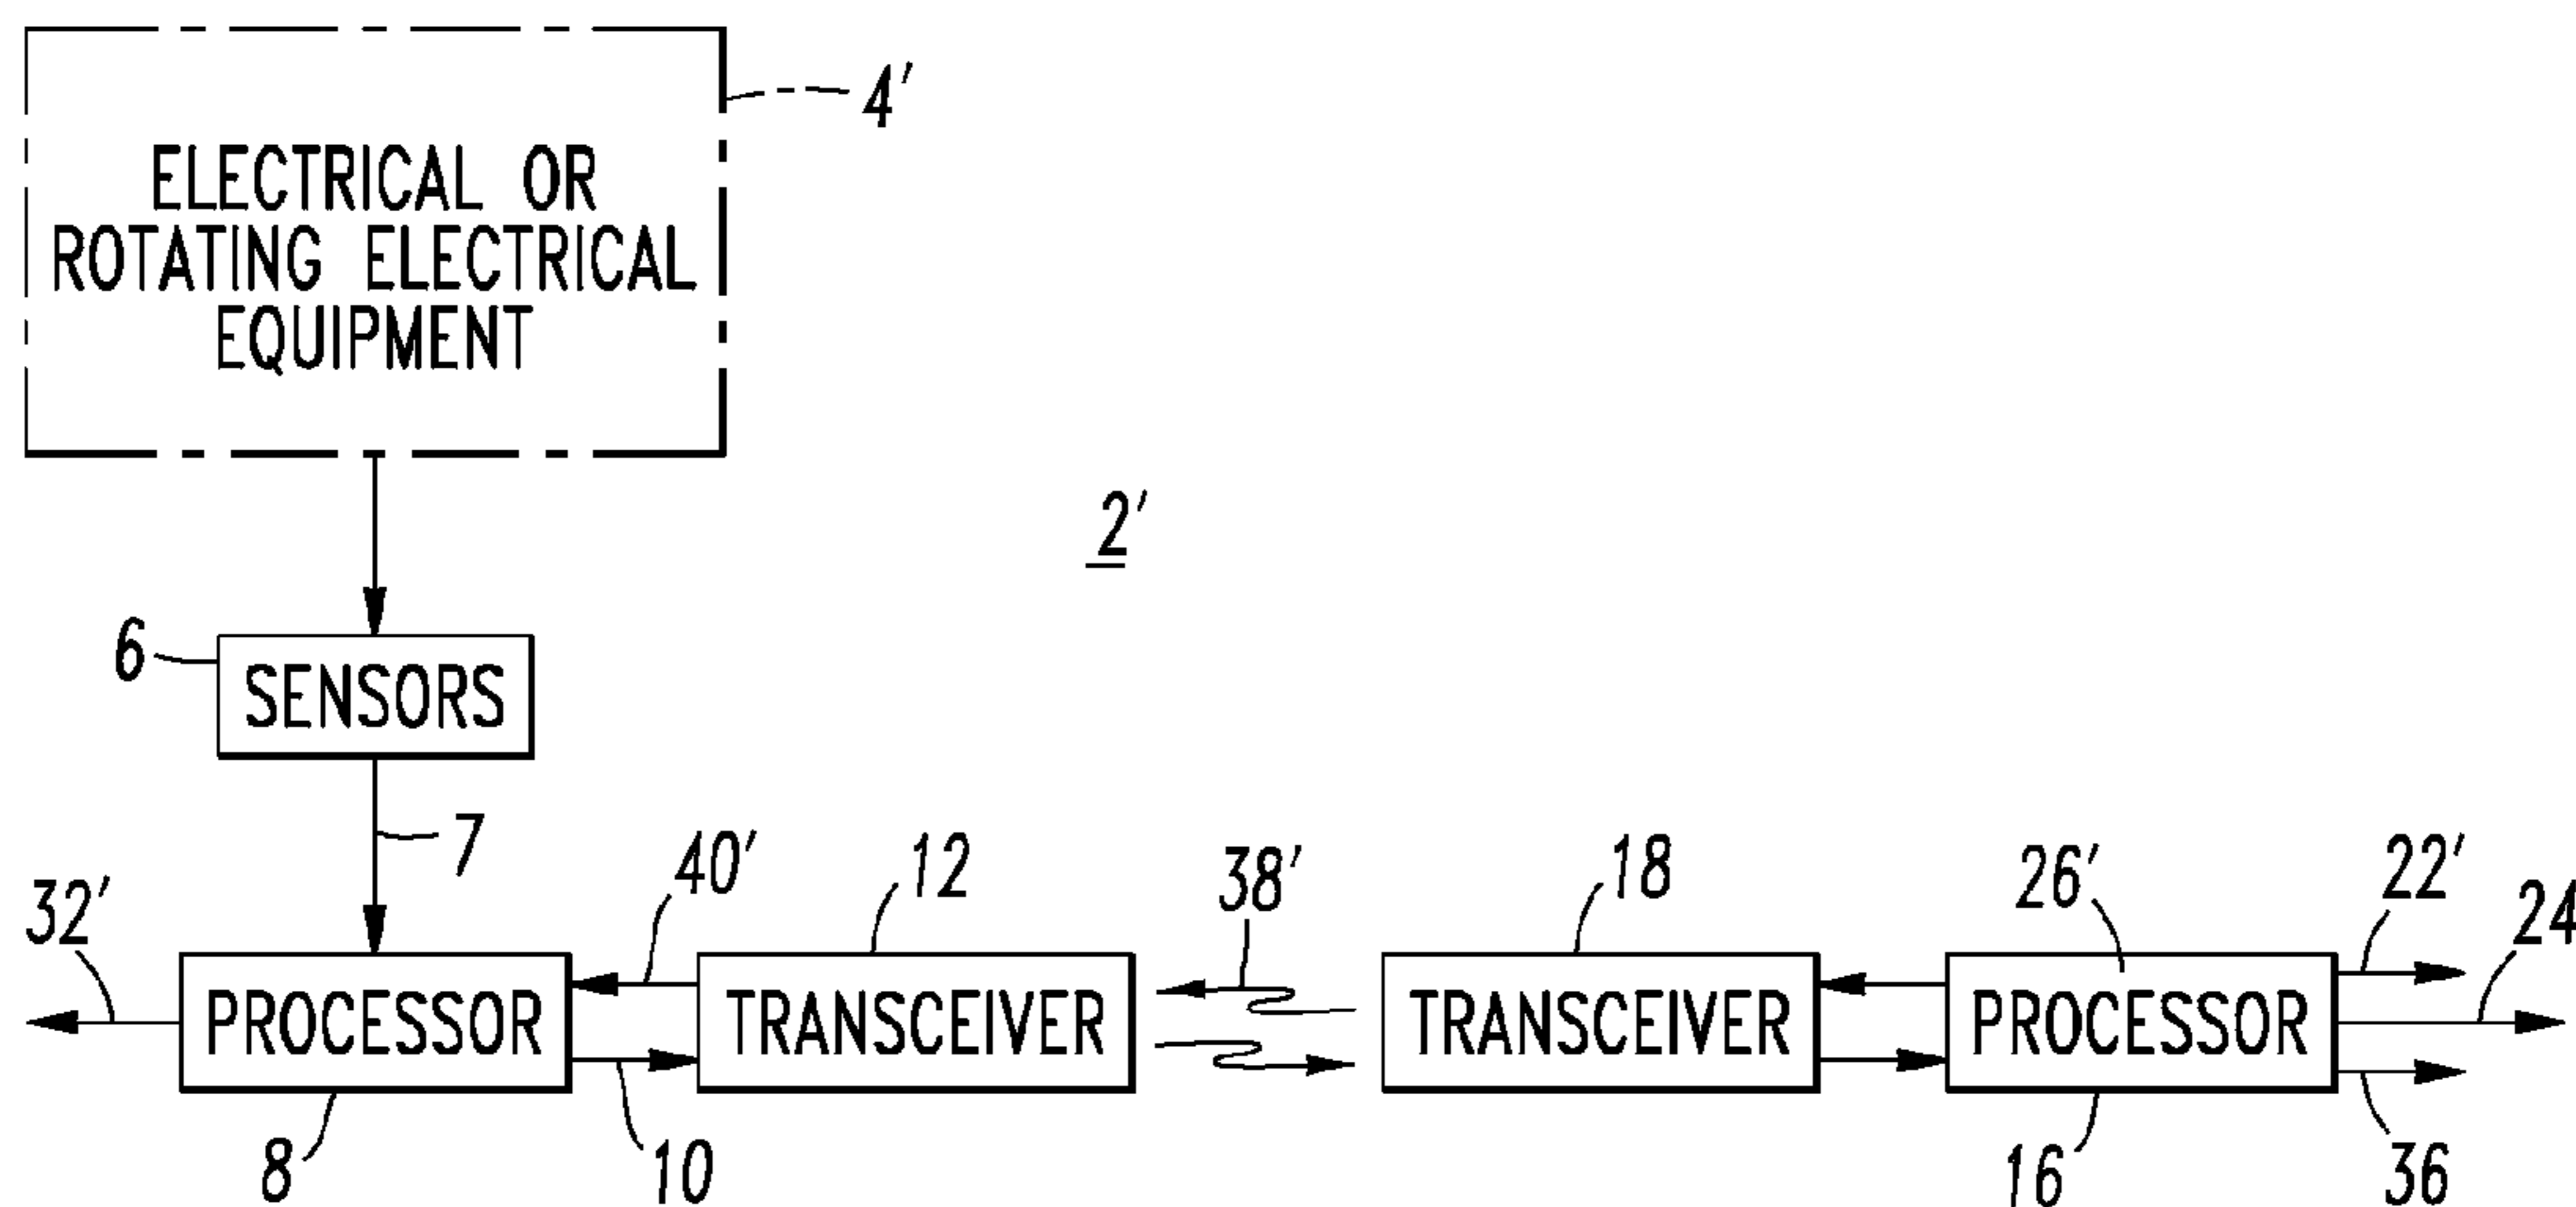 4'
ELECTRICAL OR
ROTATING ELECTRICAL
EQUIPMENT
2'
6
SENSORS
7
40'
12
38'
18
26'
22'
24
32'
PROCESSOR
TRANSCEIVER
TRANSCEIVER
PROCESSOR
8
10
16
36